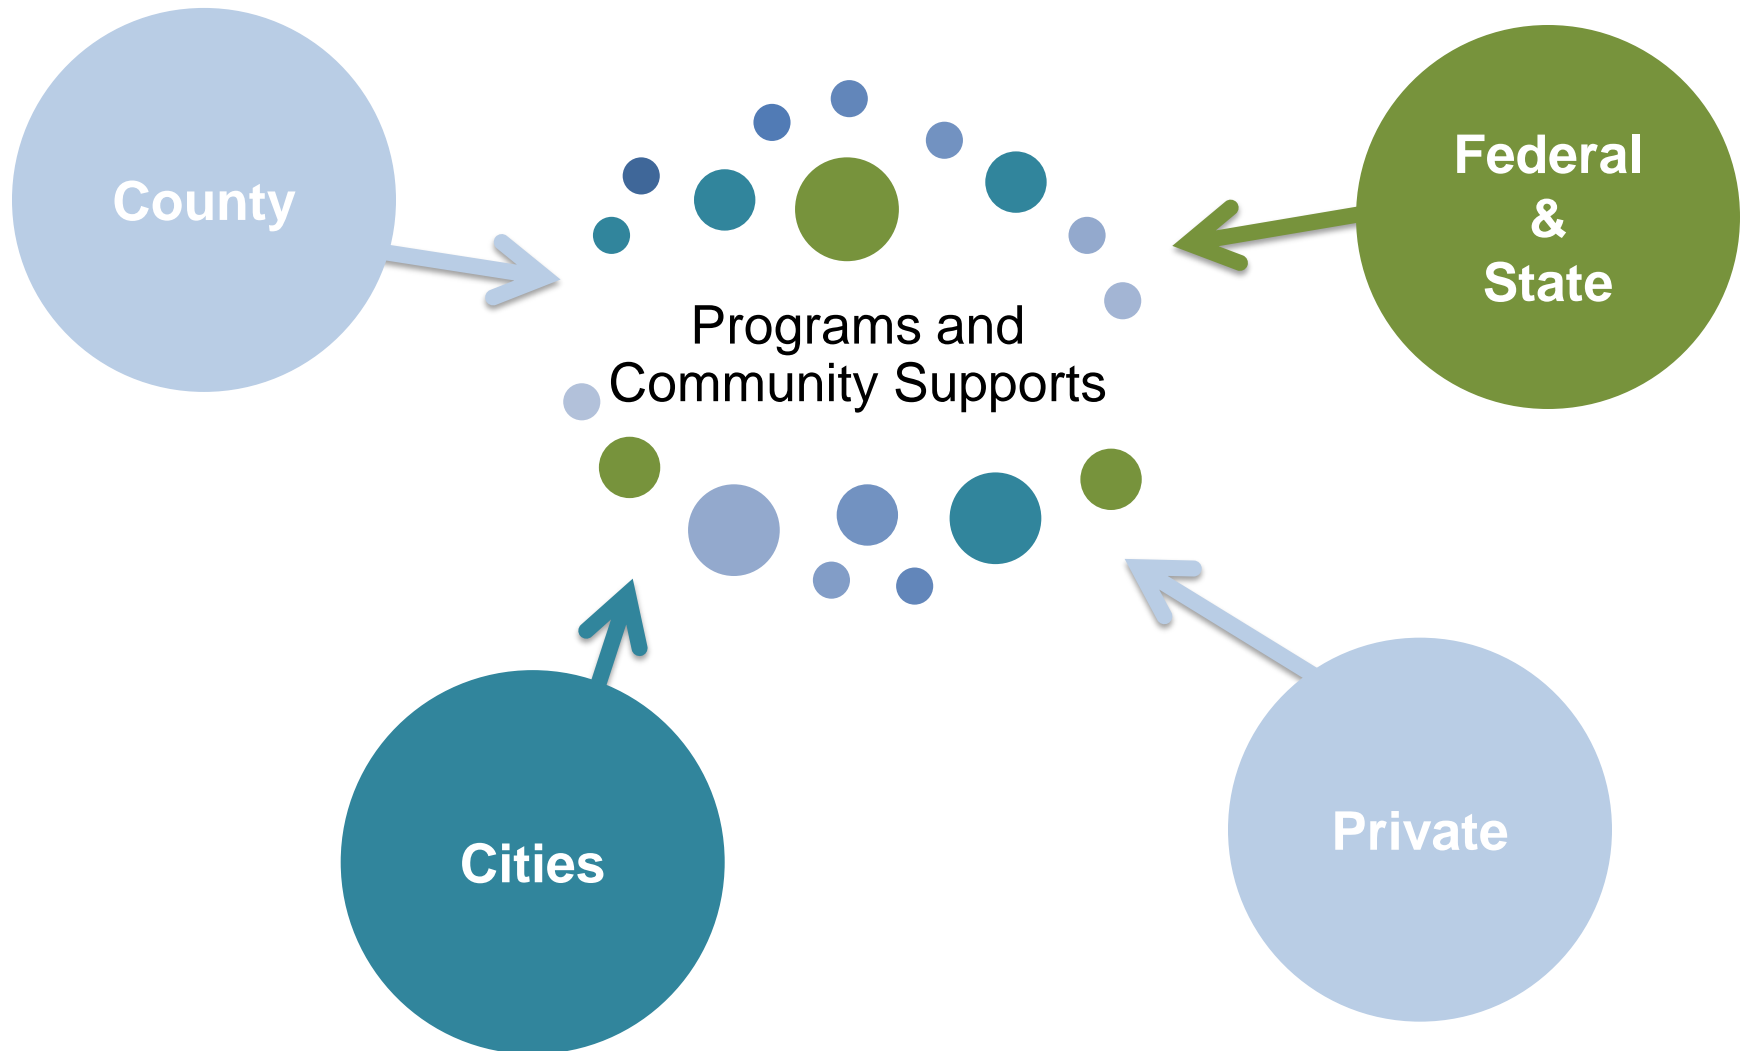 County
Federal
&
State
Programs and
Community Supports
Cities
Private